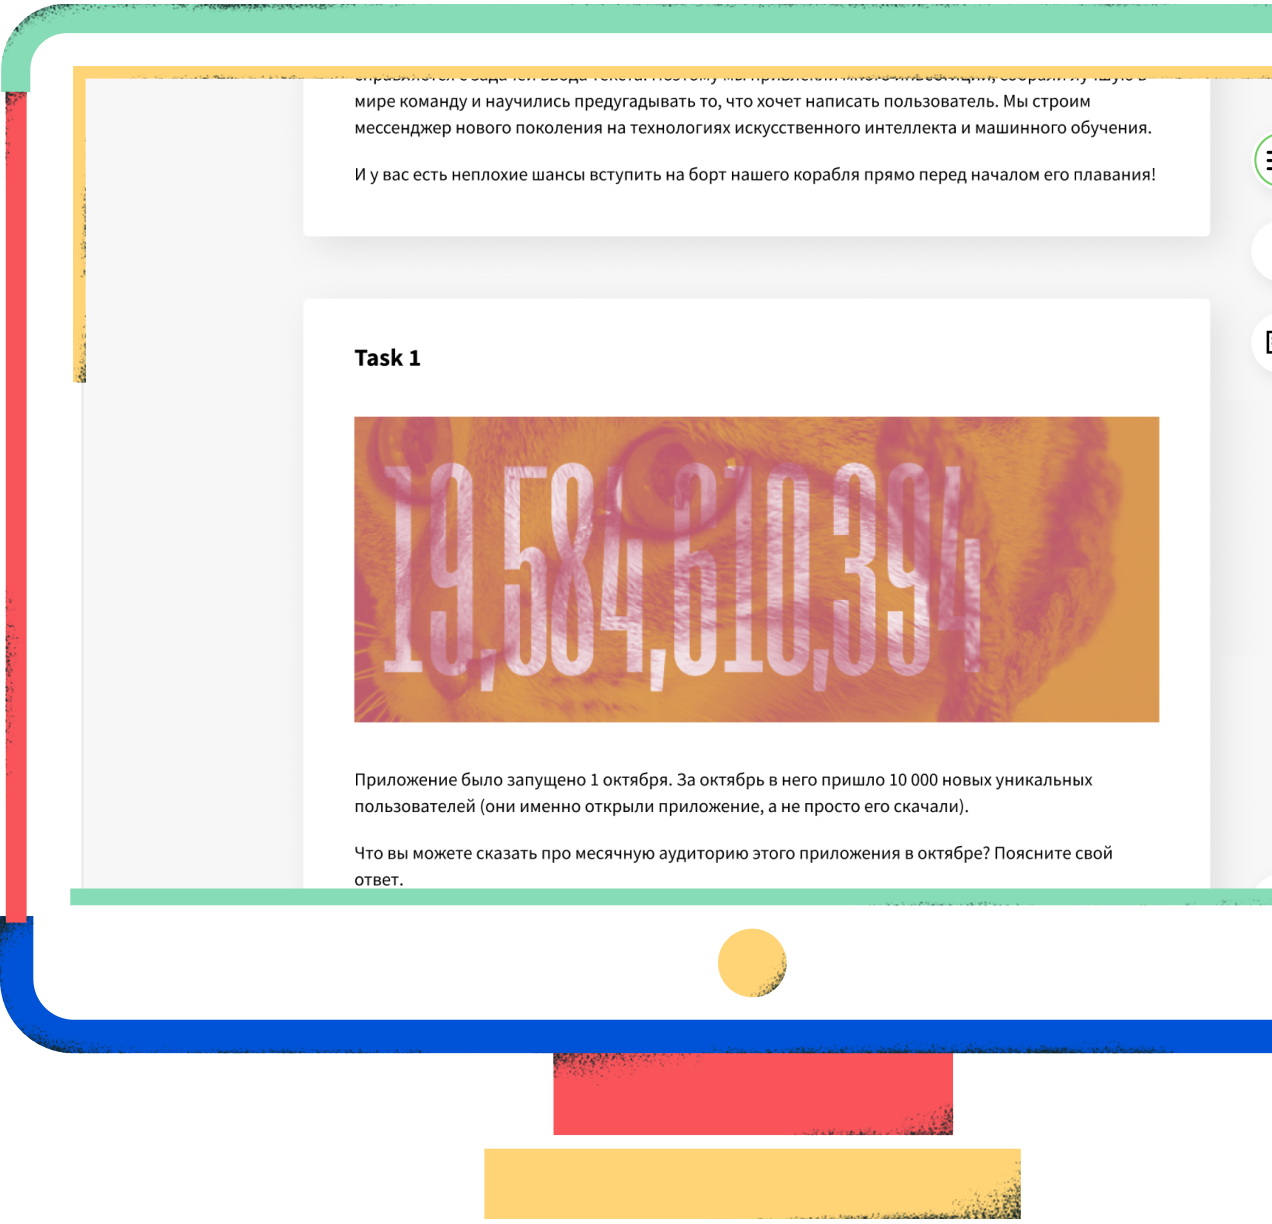 мире команду и научились предугадывать то, что хочет написать пользователь. Мы строим
мессенджер нового поколения на технологиях искусственного интеллекта и машинного обучения.
И у вас есть неплохие шансы вступить на борт нашего корабля прямо перед началом его плавания!
Task 1
19,584,610,394
Приложение было запущено 1 октября. За октябрь в него пришло 10 000 новых уникальных
пользователей (они именно открыли приложение, а не просто его скачали).
Что вы можете сказать про месячную аудиторию этого приложения в октябре? Поясните свой
ответ.